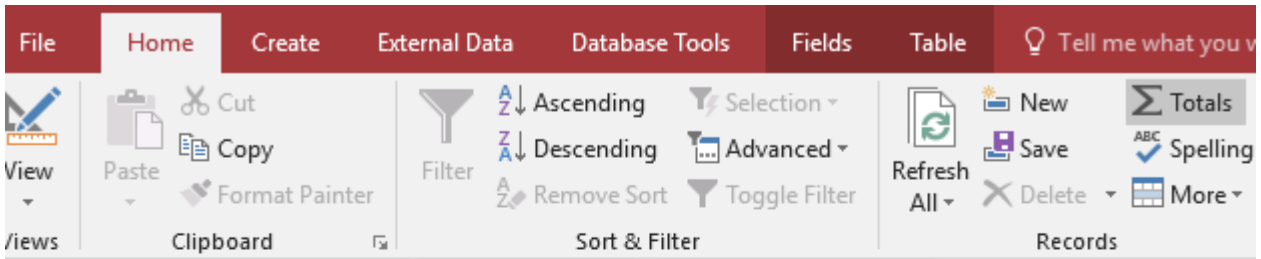 File Home Create External Data Database Tools Fields Table Tell me what you
Cut Ascending Selection New Totals
Copy Descending Advanced Save ABC Spelling
View Paste Format Painter Filter Remove Sort Toggle Filter Refresh All Delete More
Views Clipboard Sort & Filter Records